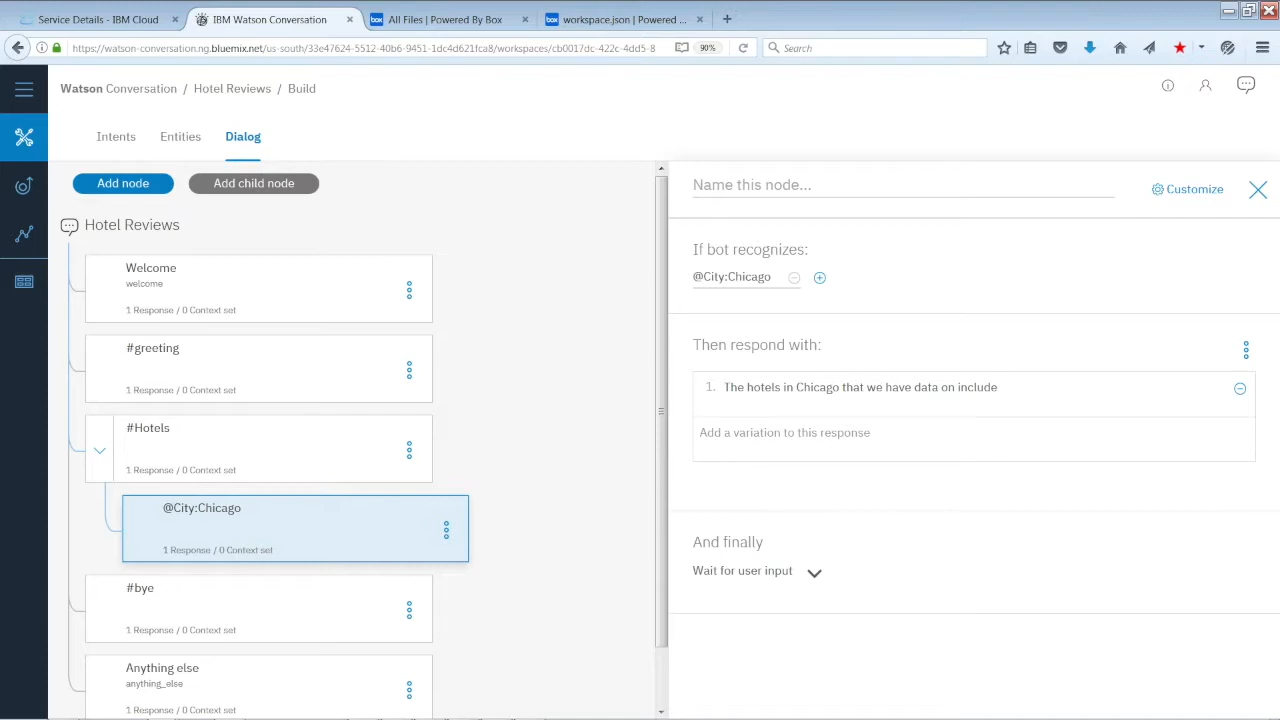 Service Details - IBM Cloud
IBM Watson Conversation
box All Files | Powered By Box
box workspace.json | Powered ...
https://watson-conversation.ng.bluemix.net/us-south/33e47624-5512-40b6-9451-1dc4d621fca8/workspaces/cb0017dc-422c-4dd5-8
90%
Search
Watson Conversation / Hotel Reviews / Build
Intents
Entities
Dialog
Add node
Add child node
Hotel Reviews
Welcome
welcome
1 Response / 0 Context set
#greeting
1 Response / 0 Context set
#Hotels
1 Response / 0 Context set
@City:Chicago
1 Response / 0 Context set
#bye
1 Response / 0 Context set
Anything else
anything_else
1 Response / 0 Context set
Name this node...
Customize
If bot recognizes:
@City:Chicago
Then respond with:
1. The hotels in Chicago that we have data on include
Add a variation to this response
And finally
Wait for user input